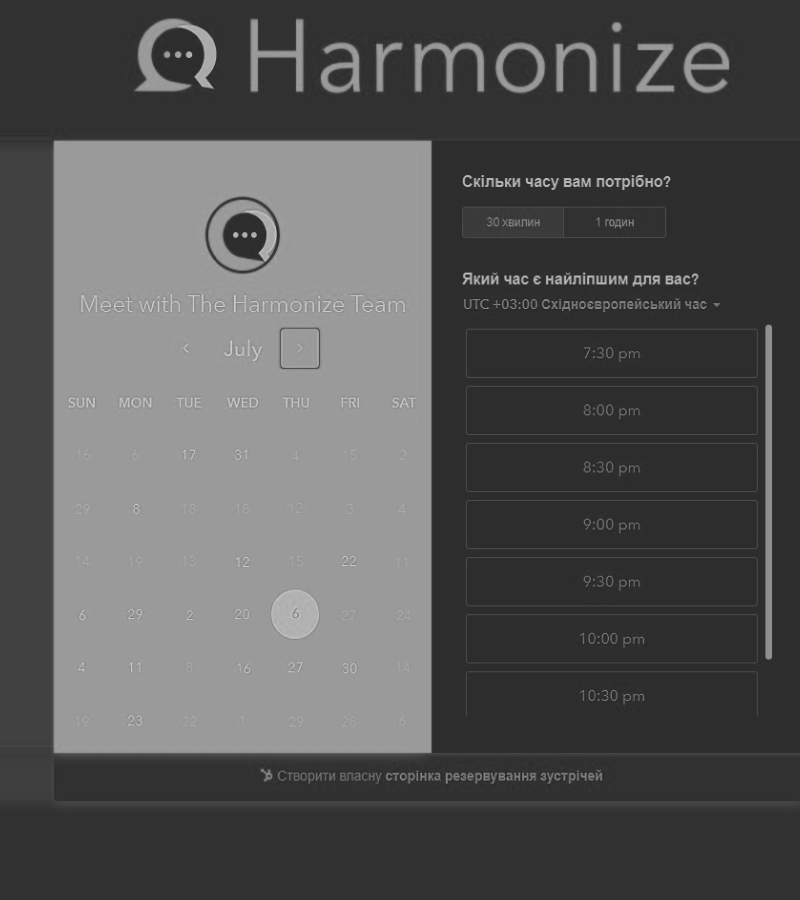 Harmonize
Meet with The Harmonize Team
July
SUN MON TUE WED THU FRI SAT
16 6 17 31 4 15 2
29 8 18 18 12 3 4
14 19 13 12 15 22 11
6 29 2 20 6 27 24
4 11 8 16 27 30 14
19 23 22 1 29 28 6
Скільки часу вам потрібно?
30 хвилин 1 годин
Який час є найліпшим для вас?
UTC +03:00 Східноєвропейський час
7:30 pm
8:00 pm
8:30 pm
9:00 pm
9:30 pm
10:00 pm
10:30 pm
Створити власну сторінка резервування зустрічей